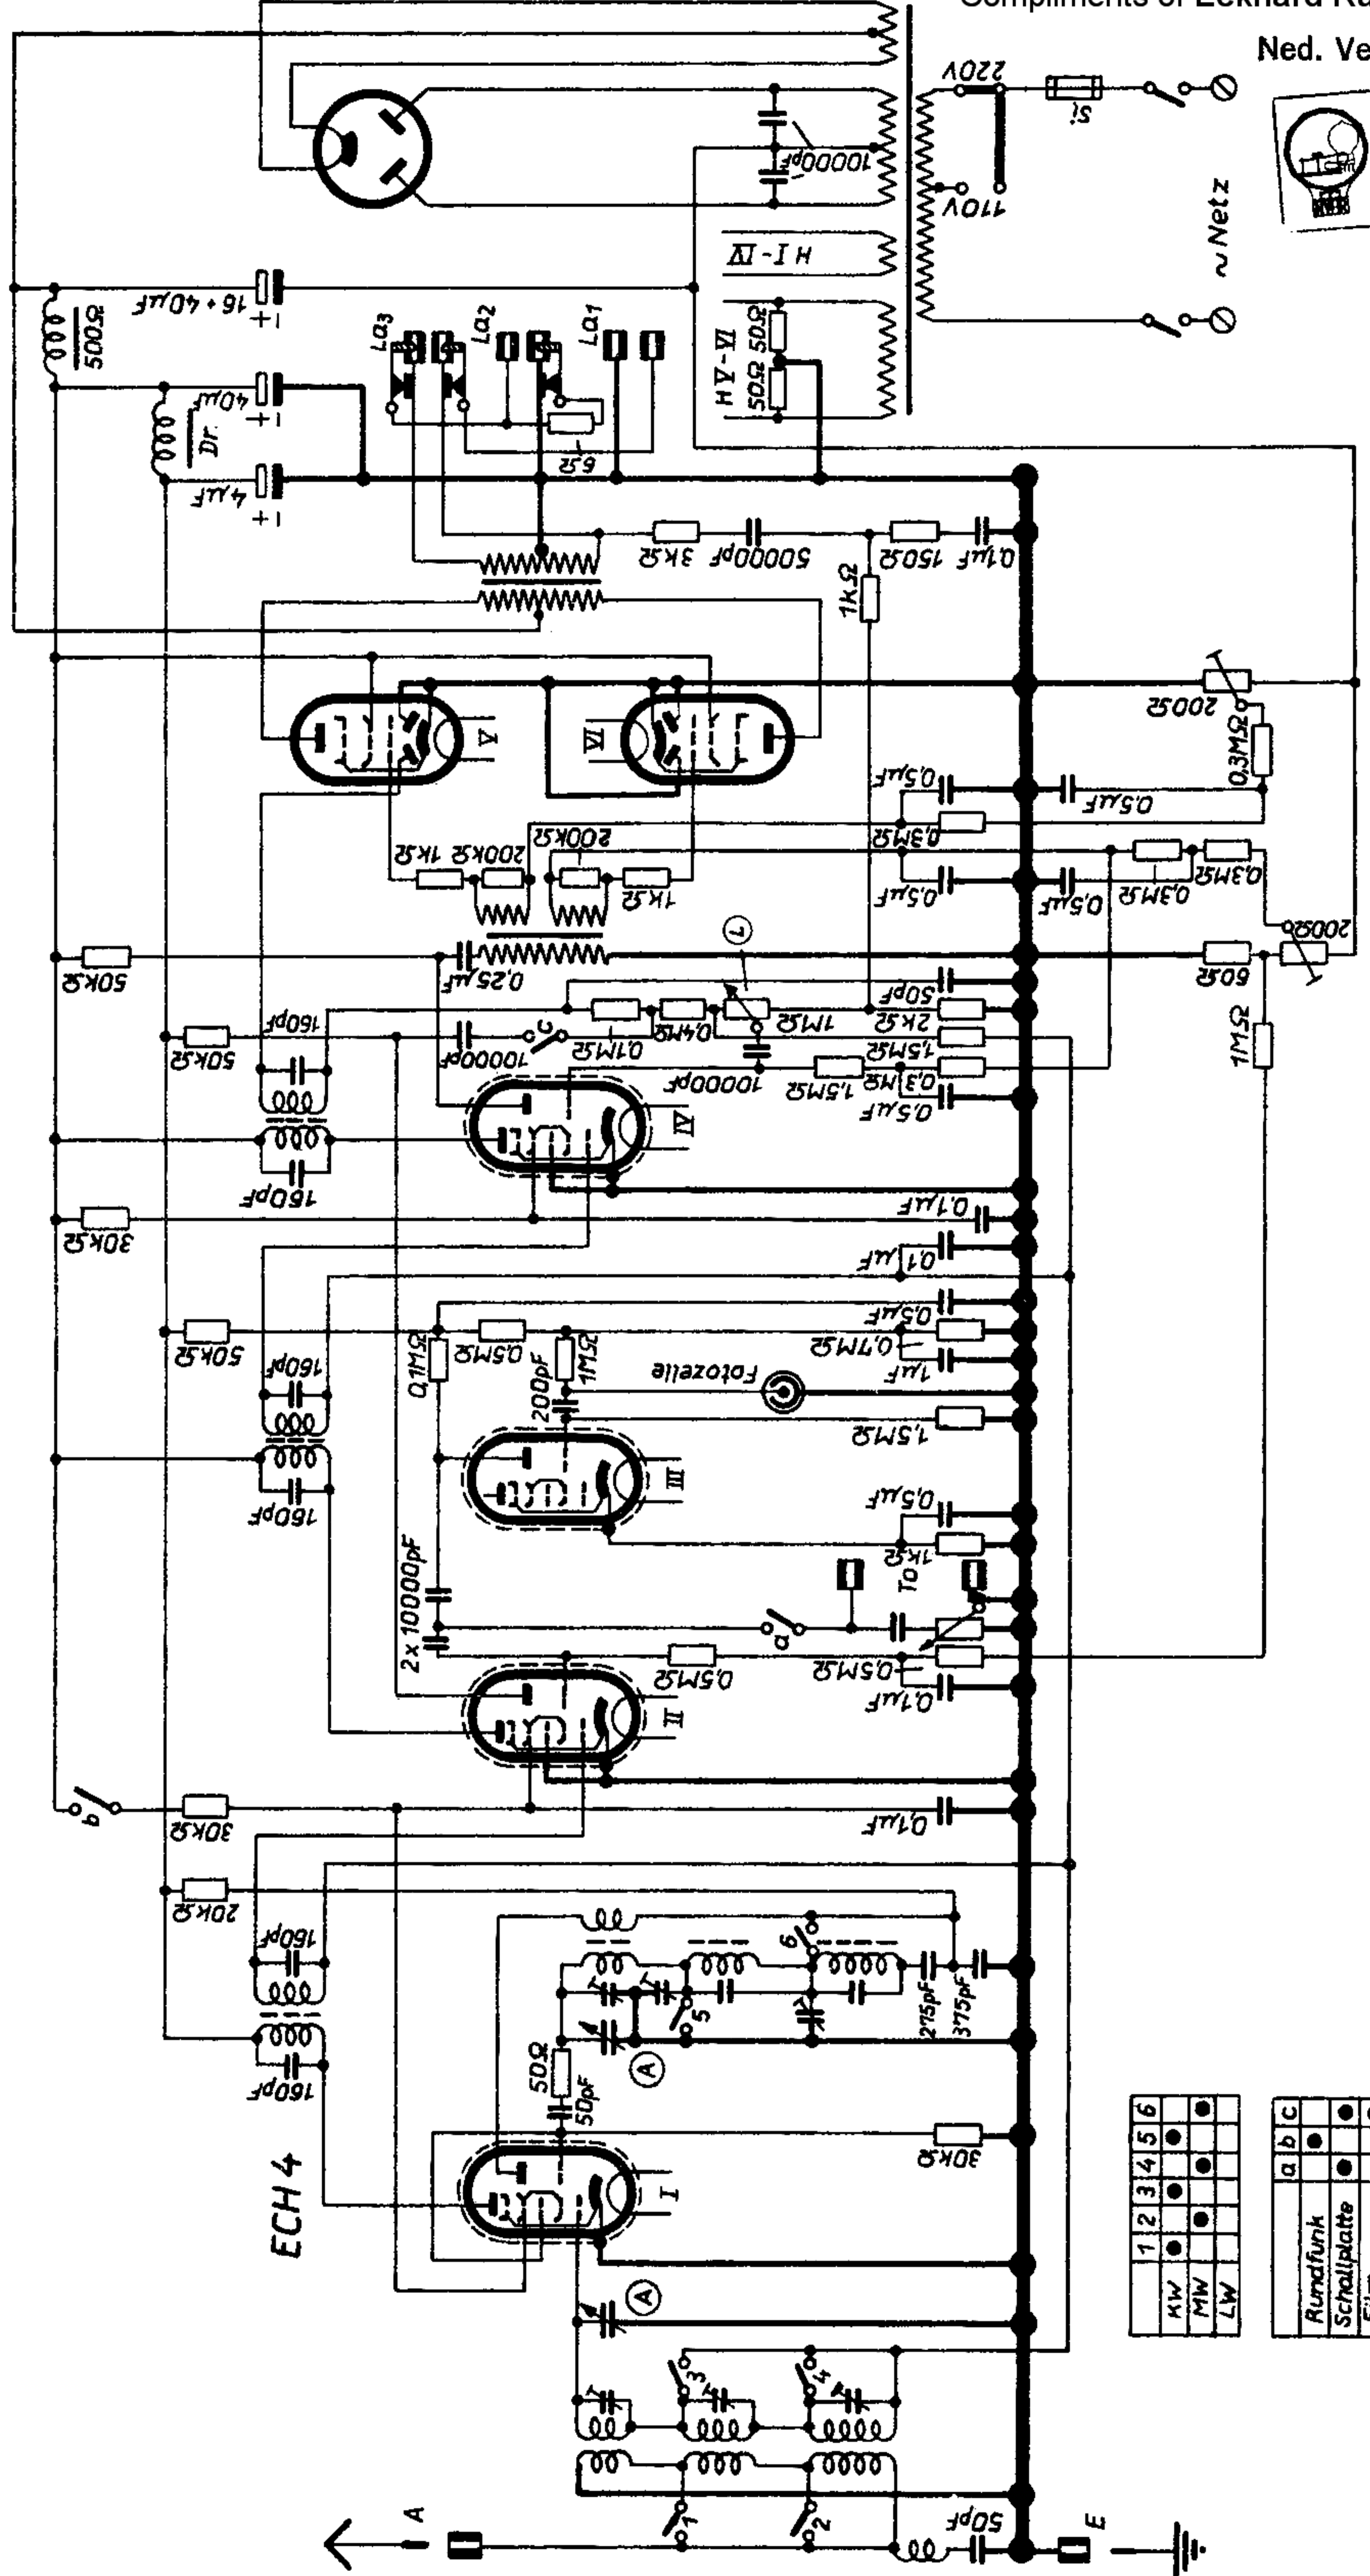 Compliments of Eckhard
Ned.
16+40µF
500Ω
40µF
Dr.
4µF
10000pF
H I-IV
H V-VI
50Ω
50Ω
220V
110V
Si
~ Netz
La3
La2
La1
6Ω
3kΩ
50000pF
150Ω
0,1µF
1kΩ
V
VI
200Ω
0,3MΩ
0,5µF
0,5µF
0,3MΩ
1kΩ
200kΩ
200kΩ
1kΩ
0,5µF
0,5µF
0,3MΩ
0,3MΩ
200Ω
60Ω
1MΩ
50kΩ
0,25µF
L
50pF
50kΩ
160pF
10000pF
c
0,1MΩ
0,4MΩ
1MΩ
2kΩ
1,5MΩ
10000pF
1,5MΩ
0,3MΩ
0,5µF
IV
160pF
30kΩ
0,1µF
0,1
µF
50kΩ
160pF
0,1MΩ
0,5MΩ
1MΩ
200pF
0,5µF
0,7MΩ
1µF
Fotozelle
1,5MΩ
III
160pF
0,5µF
1kΩ
To
2x10000pF
a
0,5MΩ
0,5MΩ
0,1µF
II
b
30kΩ
0,1µF
20kΩ
160pF
160pF
6
5
275pF
375pF
50Ω
50pF
A
ECH 4
I
30kΩ
A
3
4
1
2
A
50pF
E
1 2 3 4 5 6
KW ● ● ●
MW ● ● ●
LW
a b c
Rundfunk ●
Schallplatte ● ●